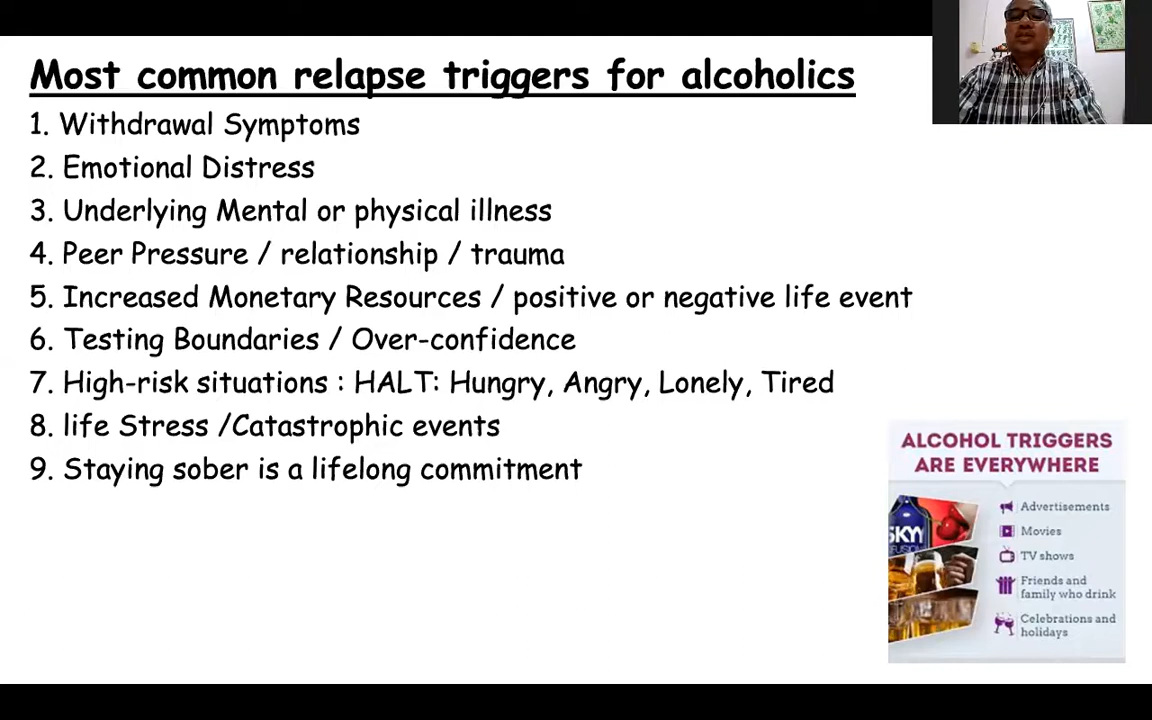 Most common relapse triggers for alcoholics
1. Withdrawal Symptoms
2. Emotional Distress
3. Underlying Mental or physical illness
4. Peer Pressure / relationship / trauma
5. Increased Monetary Resources / positive or negative life event
6. Testing Boundaries / Over-confidence
7. High-risk situations : HALT: Hungry, Angry, Lonely, Tired
8. life Stress /Catastrophic events
9. Staying sober is a lifelong commitment
ALCOHOL TRIGGERS
ARE EVERYWHERE
Advertisements
Movies
TV shows
Friends and
family who drink
Celebrations and
holidays
SKYY